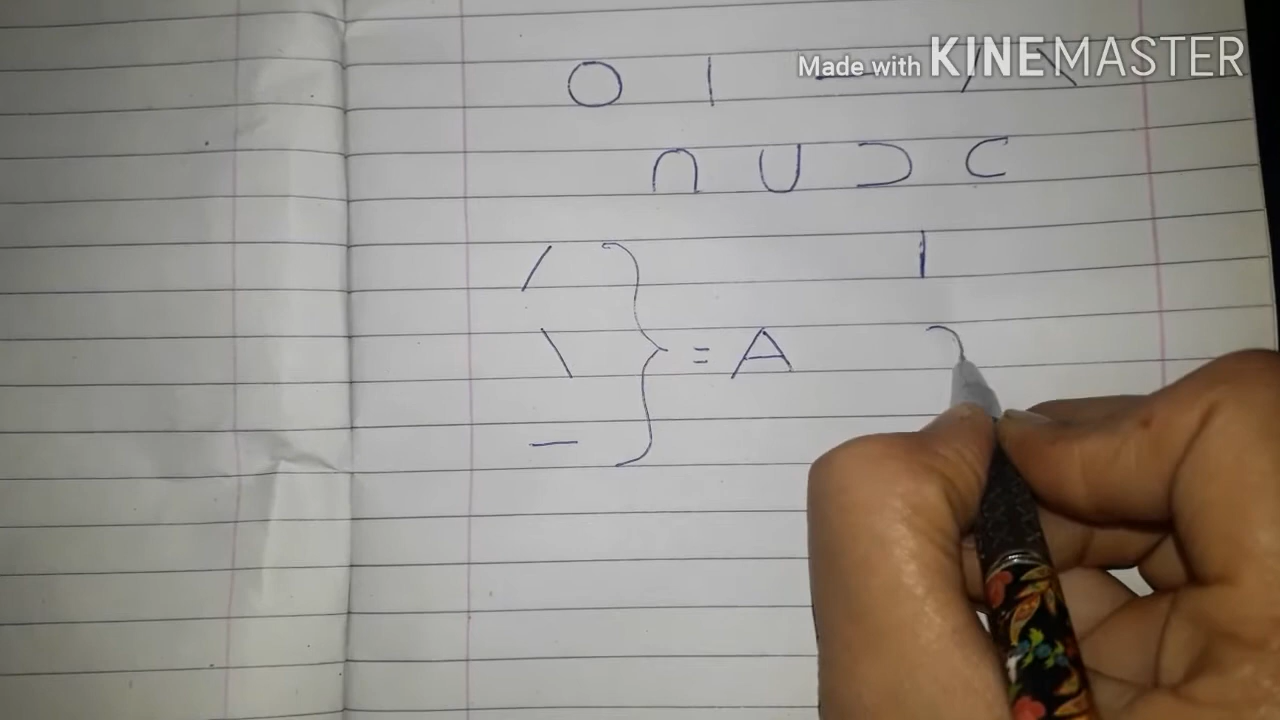 Made with KINEMASTER
O | — / \
∩ U ⊃ C
/ |
\ } = A ⊃
—